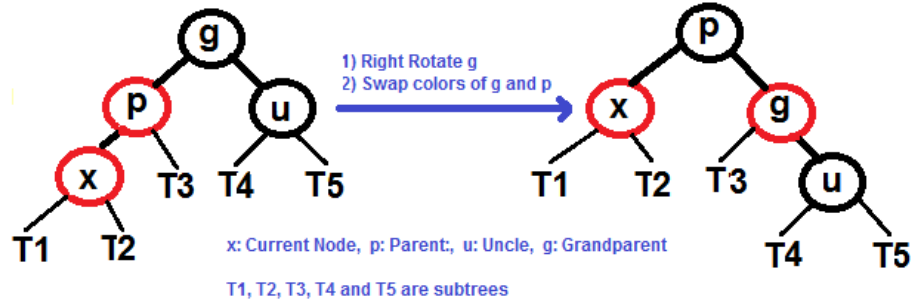 g
p
1) Right Rotate g
2) Swap colors of g and p
p
u
x
g
x
T3
T4
T5
T1
T2
T3
u
T1
T2
T4
T5
x: Current Node, p: Parent:, u: Uncle, g: Grandparent
T1, T2, T3, T4 and T5 are subtrees